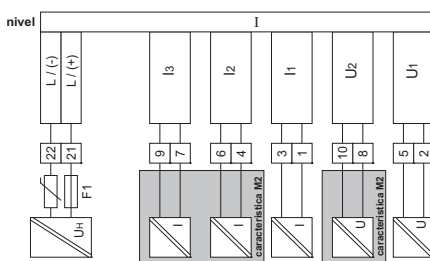 nivel I
L / (-) L / (+) I3 I2 I1 U2 U1
22 21 9 7 6 4 3 1 10 8 5 2
F1
característica M2 característica M2
UH I I I U U